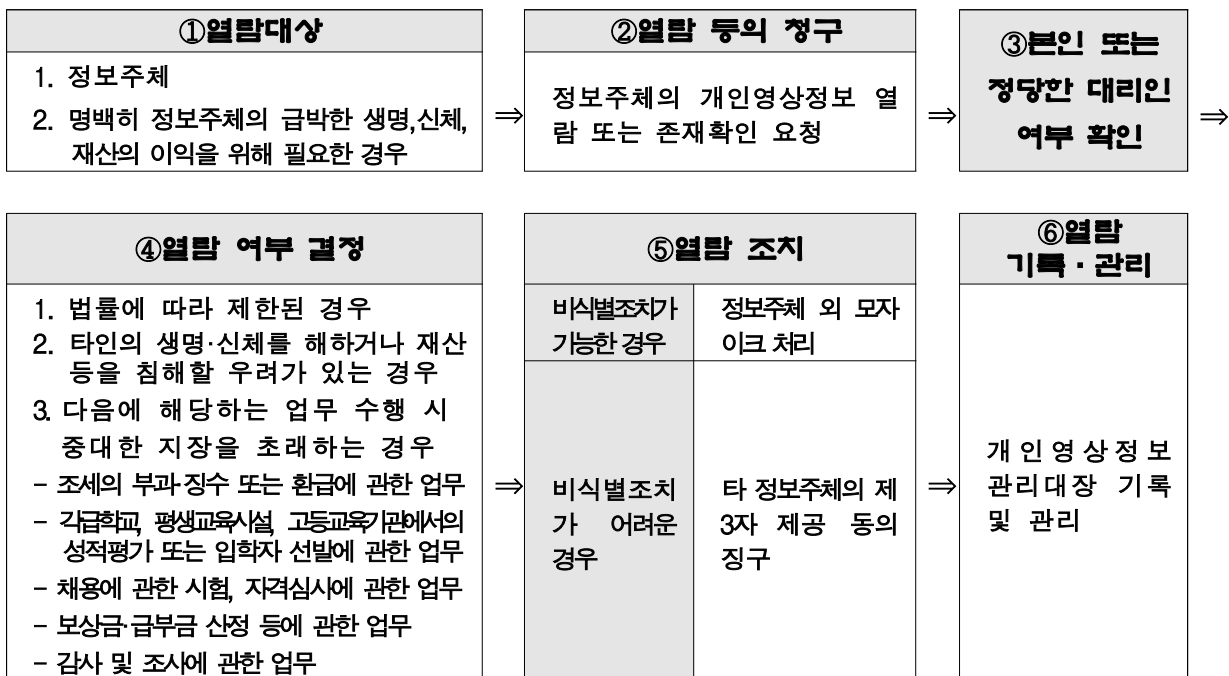 ①열람대상
1. 정보주체
2. 명백히 정보주체의 급박한 생명,신체,
재산의 이익을 위해 필요한 경우
⇒
②열람 등의 청구
정보주체의 개인영상정보 열
람 또는 존재확인 요청
⇒
③본인 또는
정당한 대리인
여부 확인
⇒
④열람 여부 결정
1. 법률에 따라 제한된 경우
2. 타인의 생명·신체를 해하거나 재산
등을 침해할 우려가 있는 경우
3. 다음에 해당하는 업무 수행 시
중대한 지장을 초래하는 경우
- 조세의 부과·징수 또는 환급에 관한 업무
- 각급학교, 평생교육시설, 고등교육기관에서의
성적평가 또는 입학자 선발에 관한 업무
- 채용에 관한 시험, 자격심사에 관한 업무
- 보상금·급부금 산정 등에 관한 업무
- 감사 및 조사에 관한 업무
⇒
⑤열람 조치
비식별조치가
가능한 경우
정보주체 외 모자
이크 처리
비식별조치
가 어려운
경우
타 정보주체의 제
3자 제공 동의
징구
⇒
⑥열람
기록·관리
개인영상정보
관리대장 기록
및 관리